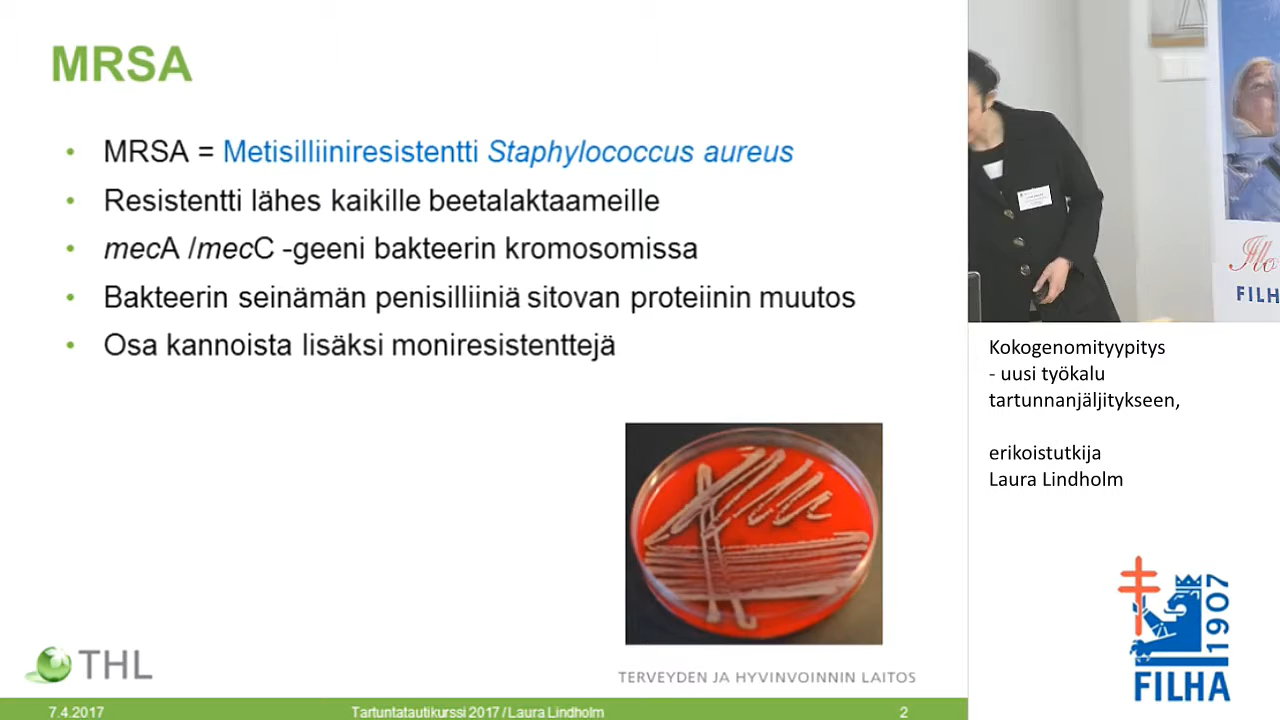 MRSA
• MRSA = Metisilliiniresistentti Staphylococcus aureus
• Resistentti lähes kaikille beetalaktaameille
• mecA /mecC -geeni bakteerin kromosomissa
• Bakteerin seinämän penisilliiniä sitovan proteiinin muutos
• Osa kannoista lisäksi moniresistenttejä
THL
TERVEYDEN JA HYVINVOINNIN LAITOS
7.4.2017
Tartuntatautikurssi 2017 / Laura Lindholm
2
FILH
Kokogenomityypitys
- uusi työkalu
tartunnanjäljitykseen,
erikoistutkija
Laura Lindholm
1907
FILHA